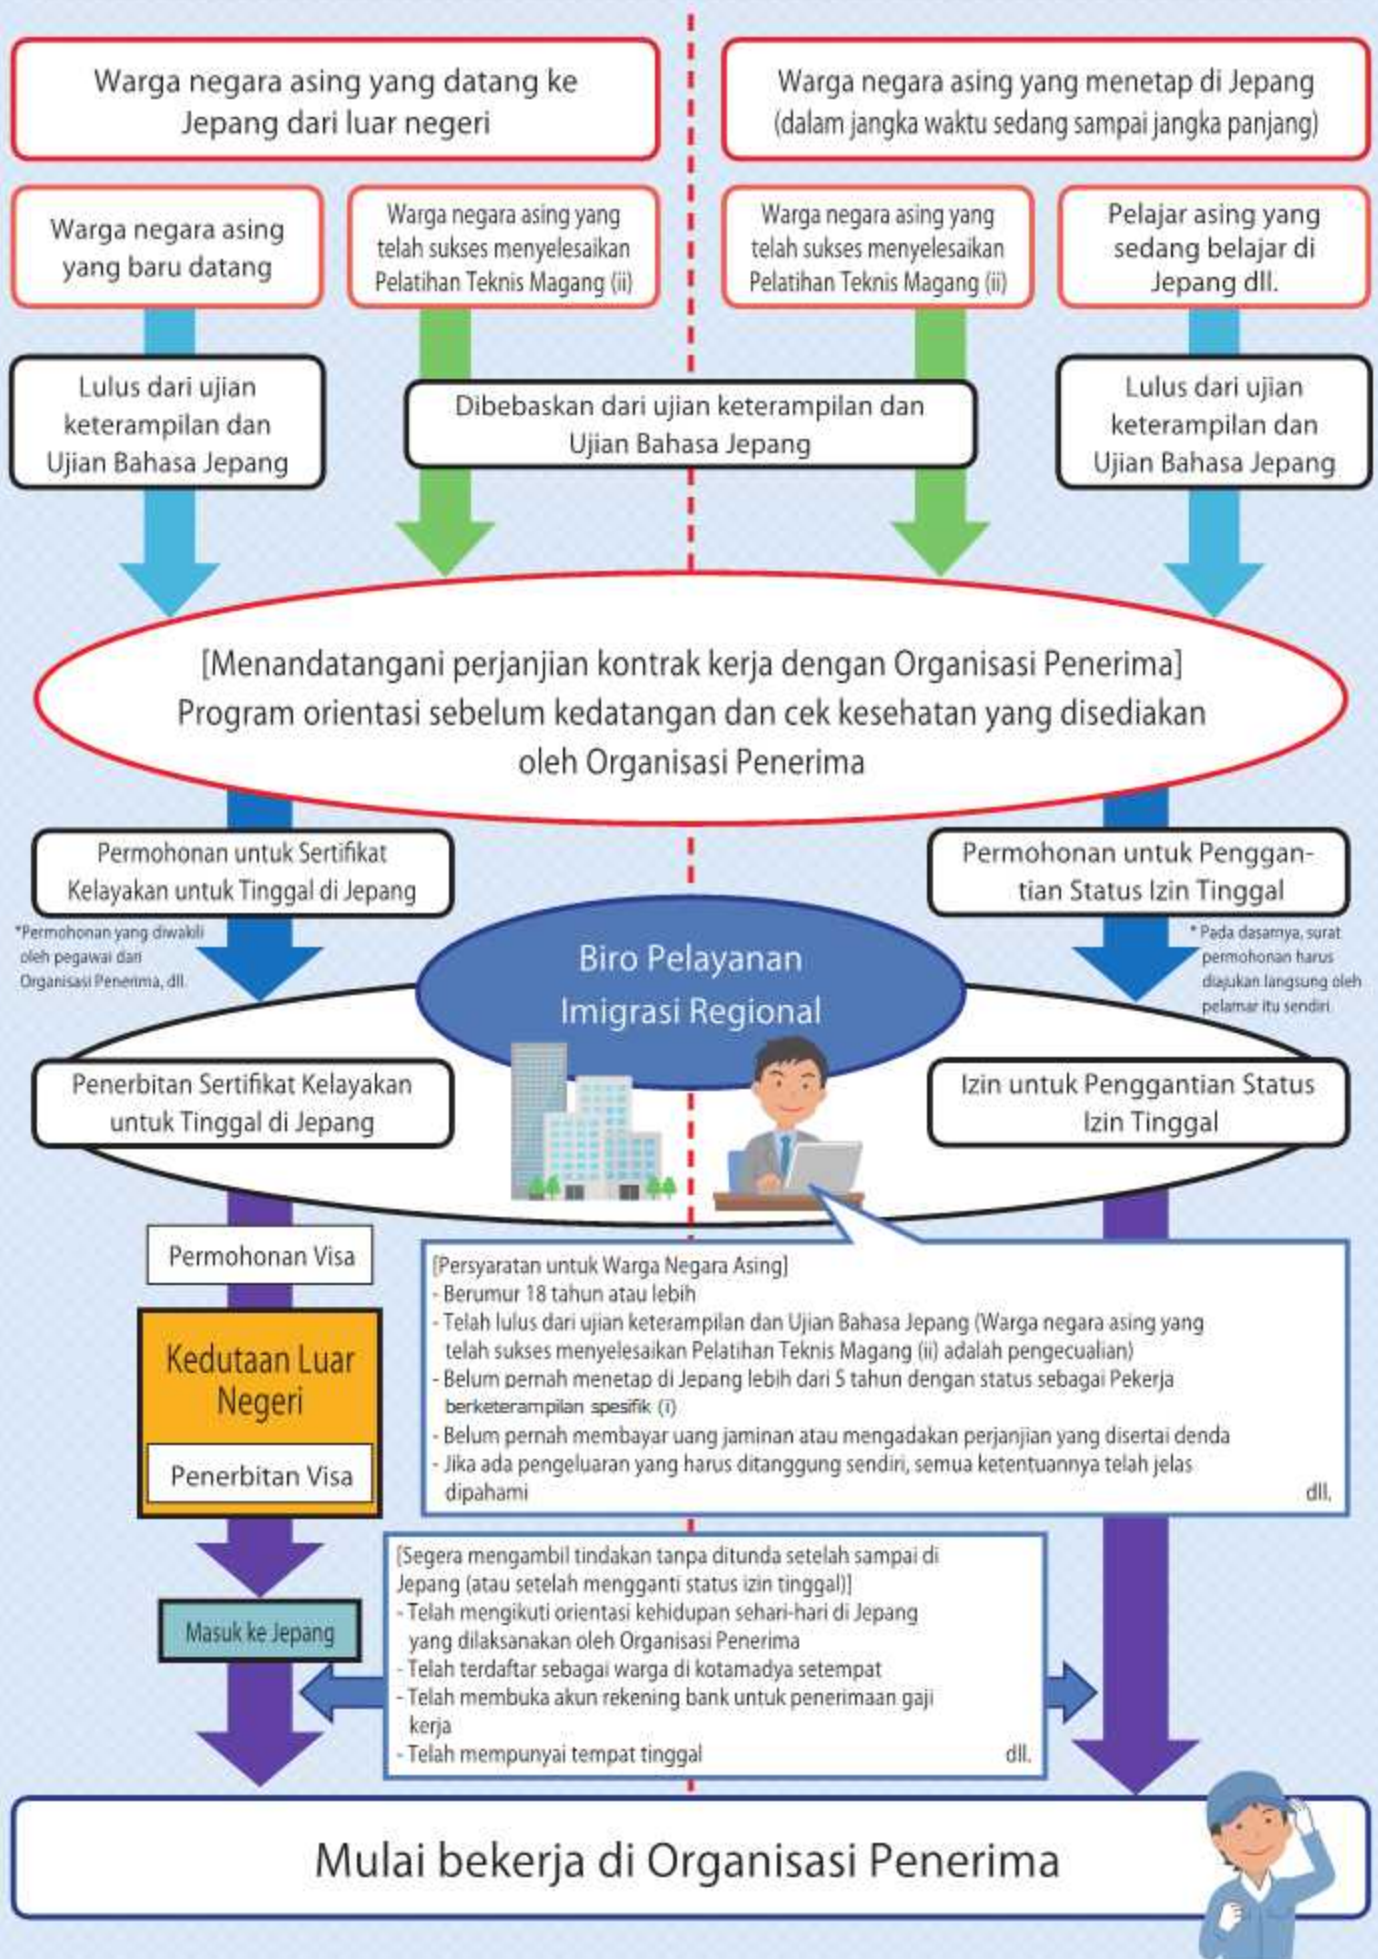 Warga negara asing yang datang ke
Jepang dari luar negeri
Warga negara asing yang menetap di Jepang
(dalam jangka waktu sedang sampai jangka panjang)
Warga negara asing
yang baru datang
Warga negara asing yang
telah sukses menyelesaikan
Pelatihan Teknis Magang (ii)
Warga negara asing yang
telah sukses menyelesaikan
Pelatihan Teknis Magang (ii)
Pelajar asing yang
sedang belajar di
Jepang dll.
Lulus dari ujian
keterampilan dan
Ujian Bahasa Jepang
Dibebaskan dari ujian keterampilan dan
Ujian Bahasa Jepang
Lulus dari ujian
keterampilan dan
Ujian Bahasa Jepang
[Menandatangani perjanjian kontrak kerja dengan Organisasi Penerima]
Program orientasi sebelum kedatangan dan cek kesehatan yang disediakan
oleh Organisasi Penerima
Permohonan untuk Sertifikat
Kelayakan untuk Tinggal di Jepang
*Permohonan yang diwakili
oleh pegawai dari
Organisasi Penerima, dll.
Permohonan untuk Penggan-
tian Status Izin Tinggal
* Pada dasarnya, surat
permohonan harus
diajukan langsung oleh
pelamar itu sendiri.
Biro Pelayanan
Imigrasi Regional
Penerbitan Sertifikat Kelayakan
untuk Tinggal di Jepang
Izin untuk Penggantian Status
Izin Tinggal
Permohonan Visa
Kedutaan Luar
Negeri
Penerbitan Visa
[Persyaratan untuk Warga Negara Asing]
- Berumur 18 tahun atau lebih
- Telah lulus dari ujian keterampilan dan Ujian Bahasa Jepang (Warga negara asing yang
telah sukses menyelesaikan Pelatihan Teknis Magang (ii) adalah pengecualian)
- Belum pernah menetap di Jepang lebih dari 5 tahun dengan status sebagai Pekerja
berketerampilan spesifik (i)
- Belum pernah membayar uang jaminan atau mengadakan perjanjian yang disertai denda
- Jika ada pengeluaran yang harus ditanggung sendiri, semua ketentuannya telah jelas
dipahami dll.
Masuk ke Jepang
[Segera mengambil tindakan tanpa ditunda setelah sampai di
Jepang (atau setelah mengganti status izin tinggal)]
- Telah mengikuti orientasi kehidupan sehari-hari di Jepang
yang dilaksanakan oleh Organisasi Penerima
- Telah terdaftar sebagai warga di kotamadya setempat
- Telah membuka akun rekening bank untuk penerimaan gaji
kerja
- Telah mempunyai tempat tinggal dll.
Mulai bekerja di Organisasi Penerima